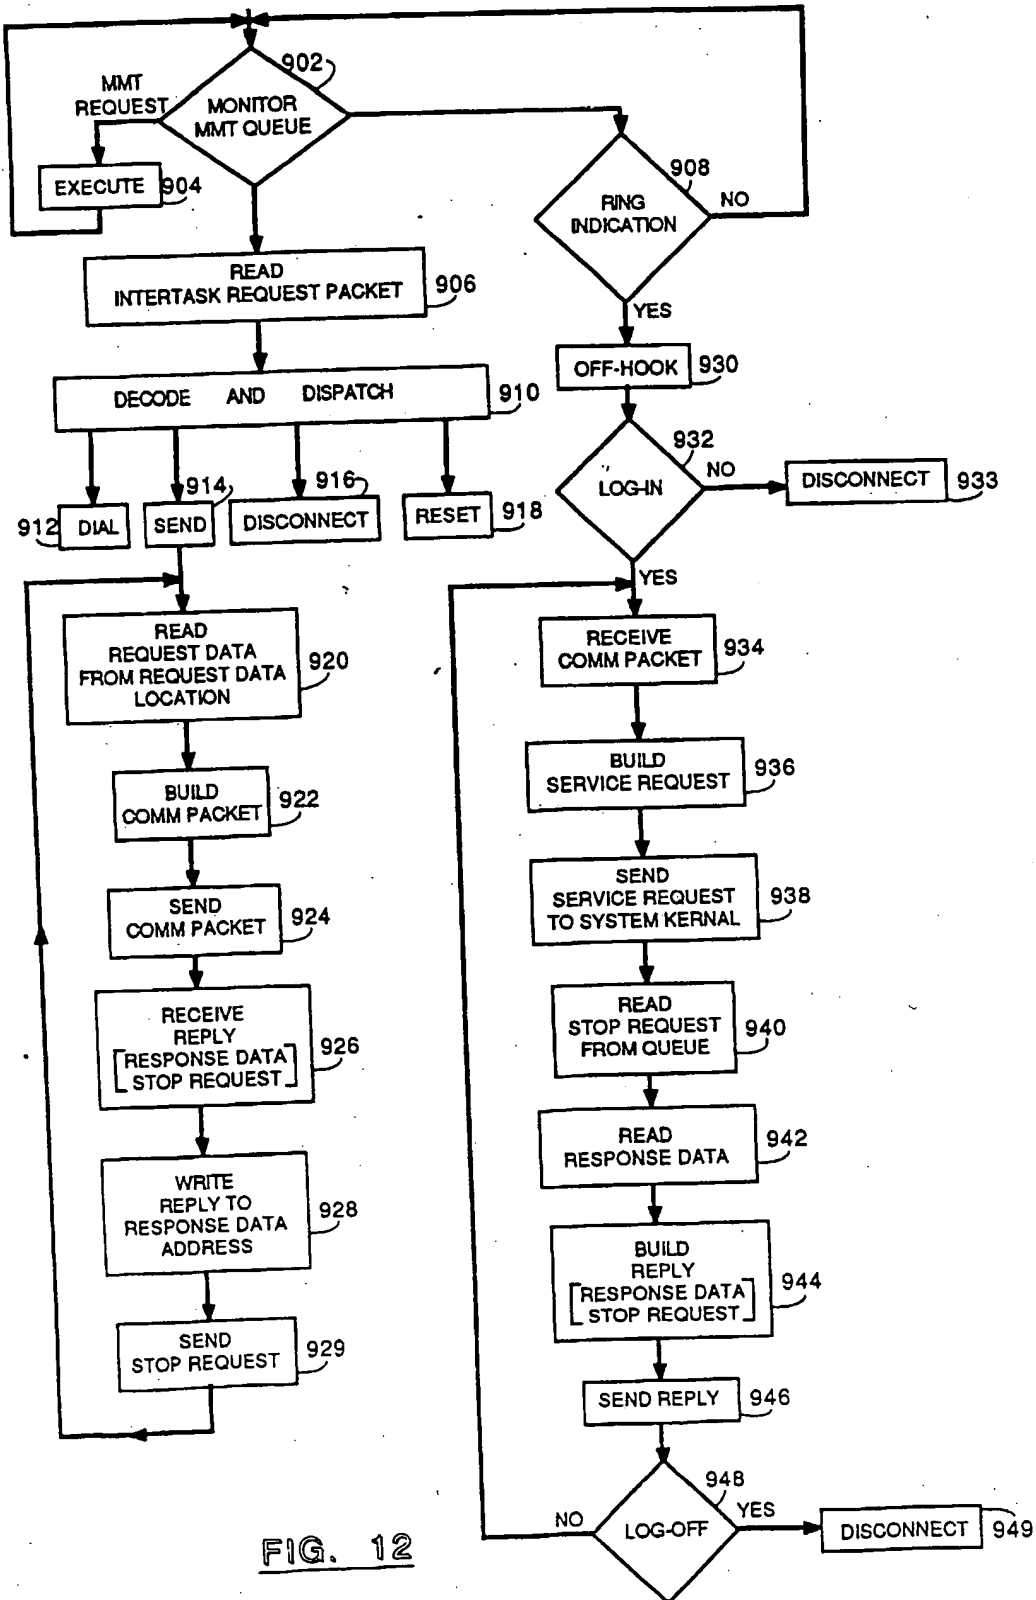 902
MMT
REQUEST
MONITOR
MMT QUEUE
EXECUTE
904
908
RING
INDICATION
NO
YES
READ
INTERTASK REQUEST PACKET
906
OFF-HOOK
930
DECODE AND DISPATCH
910
932
LOG-IN
NO
DISCONNECT
933
YES
912
DIAL
914
SEND
916
DISCONNECT
RESET
918
READ
REQUEST DATA
FROM REQUEST DATA
LOCATION
920
BUILD
COMM PACKET
922
SEND
COMM PACKET
924
RECEIVE
REPLY
[RESPONSE DATA
STOP REQUEST]
926
WRITE
REPLY TO
RESPONSE DATA
ADDRESS
928
SEND
STOP REQUEST
929
RECEIVE
COMM PACKET
934
BUILD
SERVICE REQUEST
936
SEND
SERVICE REQUEST
TO SYSTEM KERNAL
938
READ
STOP REQUEST
FROM QUEUE
940
READ
RESPONSE DATA
942
BUILD
REPLY
[RESPONSE DATA
STOP REQUEST]
944
SEND REPLY
946
948
NO
LOG-OFF
YES
DISCONNECT
949
FIG. 12